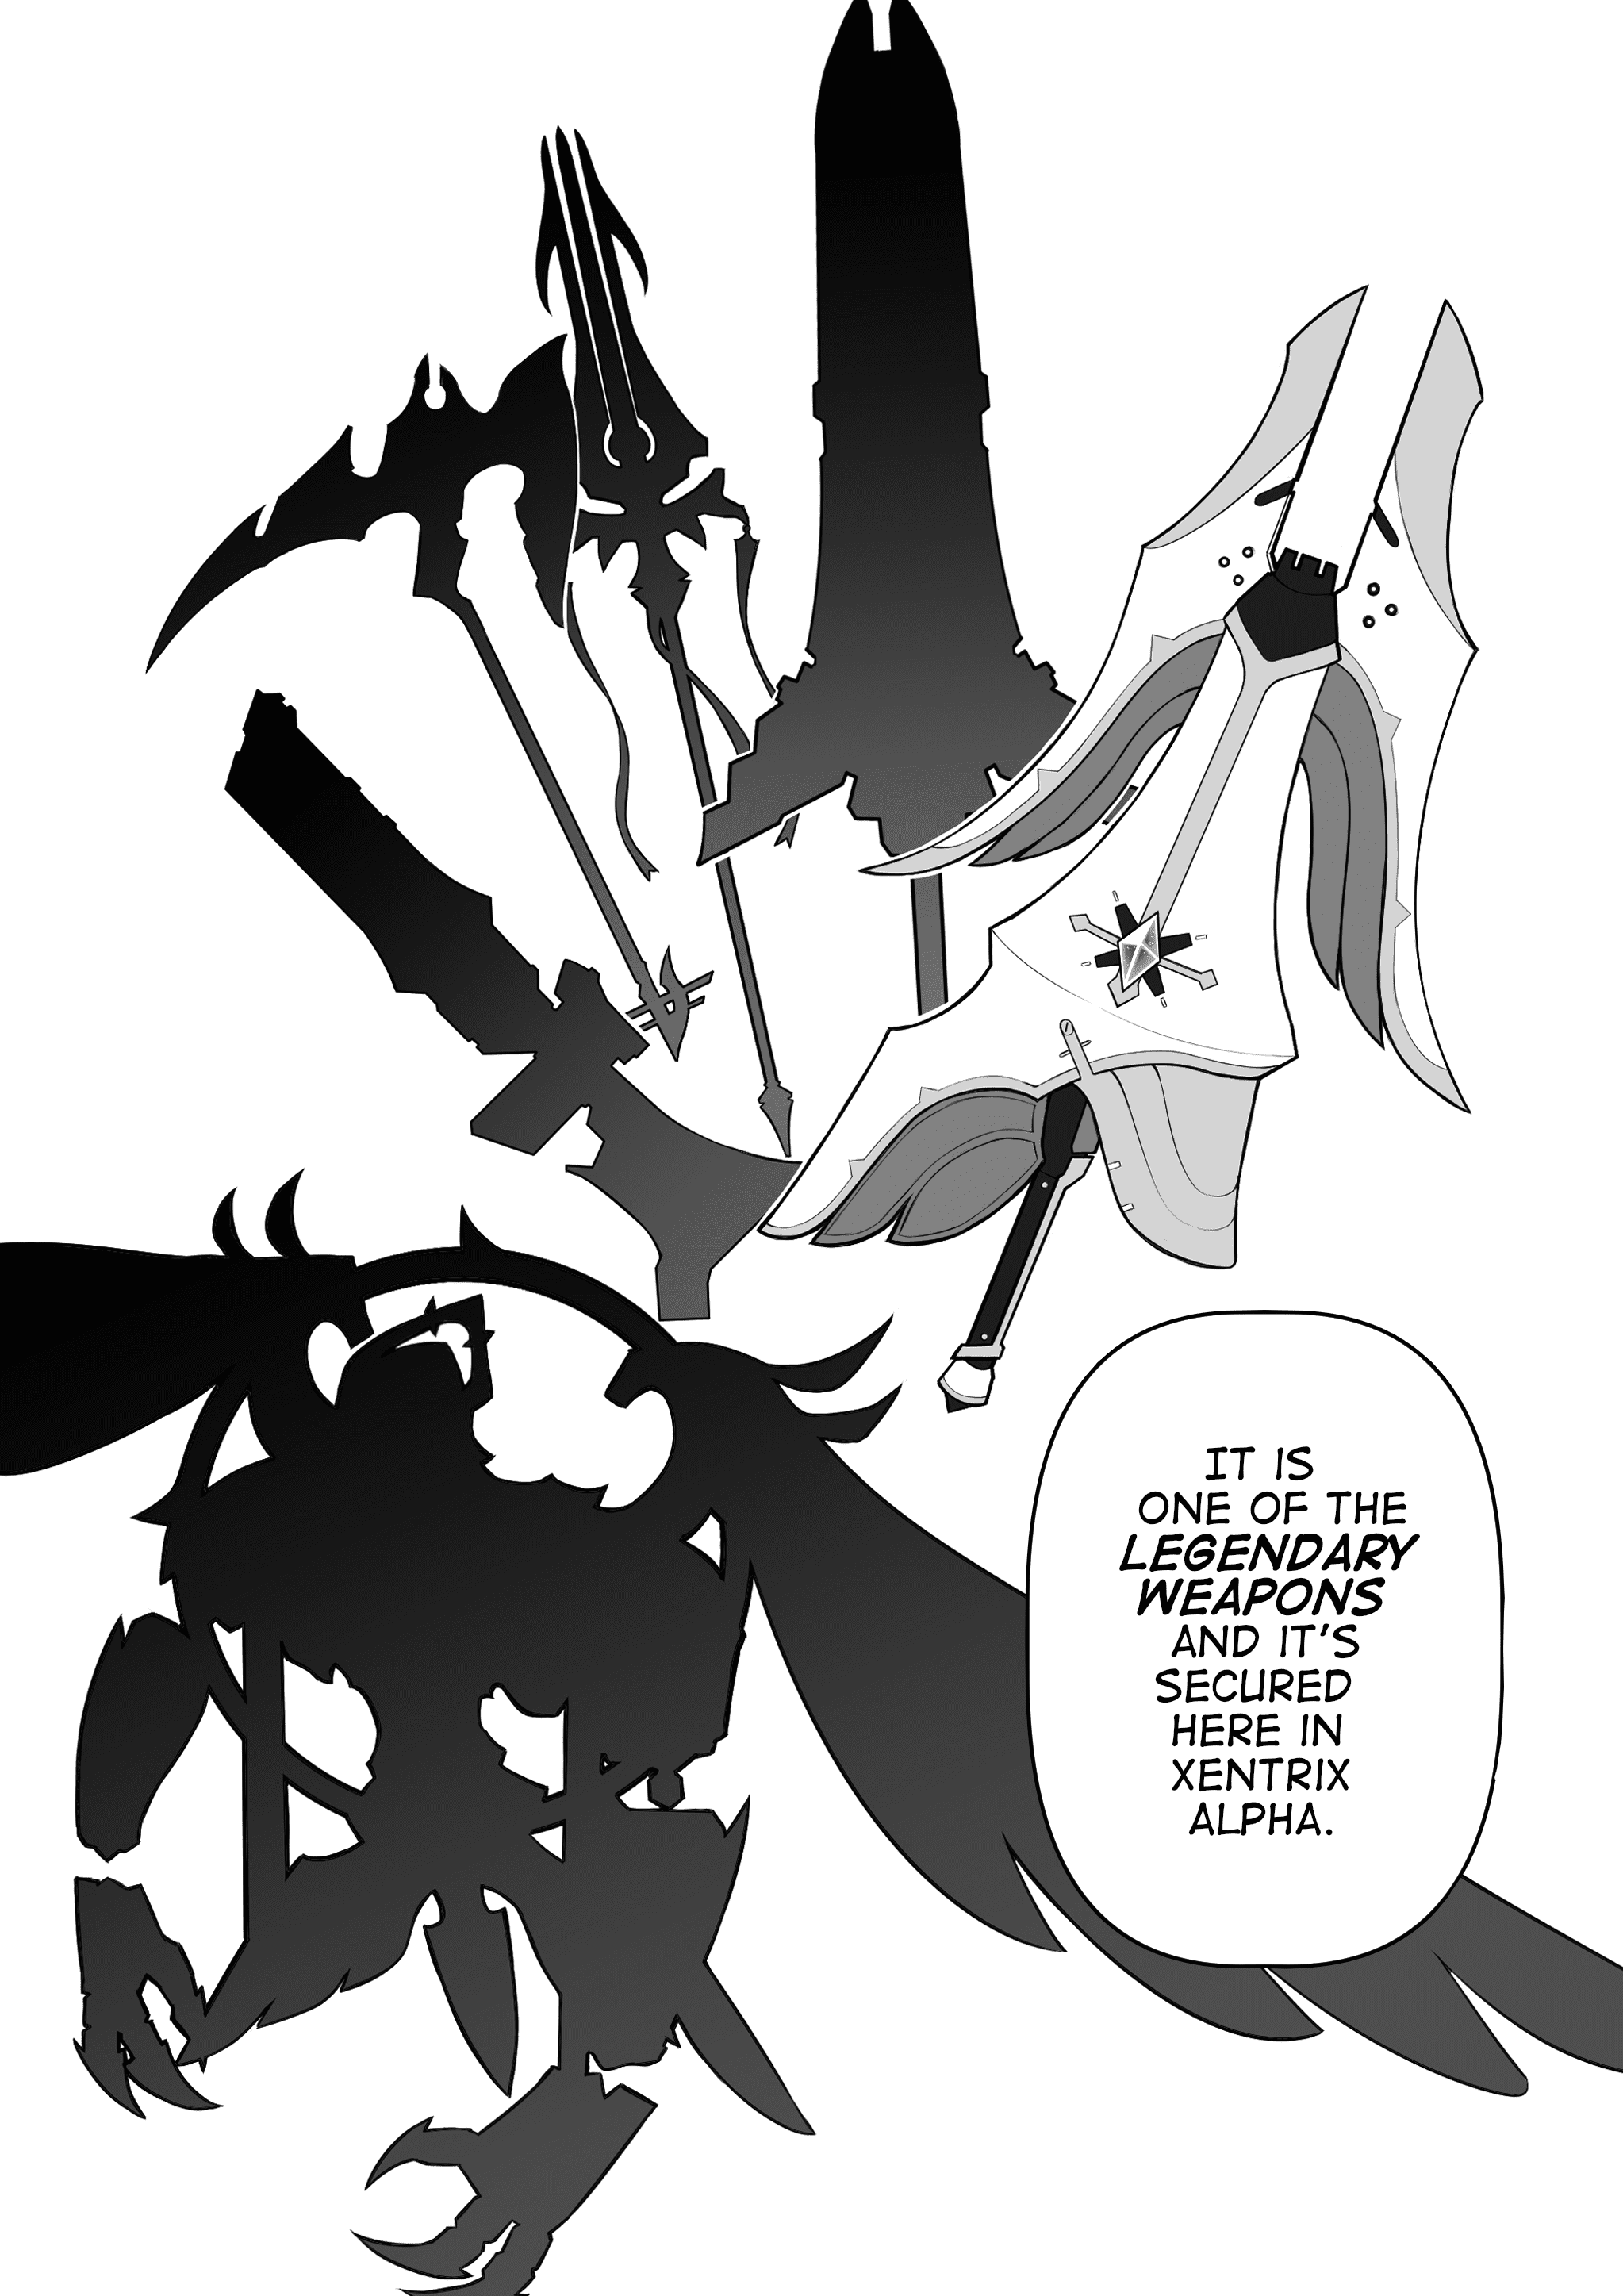 IT IS
ONE OF THE
LEGENDARY
WEAPONS
AND IT'S
SECURED
HERE IN
XENTRIX
ALPHA.